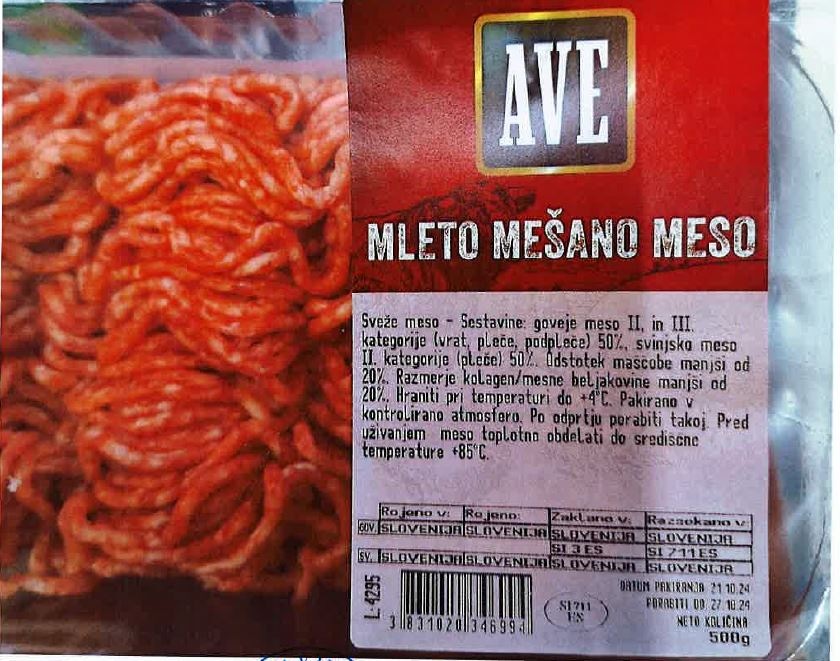 AVE
MLETO MEŠANO MESO
Sveže meso - Sestavine: goveje meso II, in III.
kategorije (vrat, pleče, podpleče) 50%, svinjsko meso
II. kategorije (pleče) 50%. Odstotek maščobe manjši od
20%. Razmerje kolagen/mesne beljakovine manjši od
20%. Hraniti pri temperaturi do +4°C. Pakirano v
kontrolirano atmosfero. Po odprtju porabiti takoj. Pred
uživanjem meso toplotno obdelati do središčne
temperature +85°C.
Rojeno v: Rejeno: Zaklano v: Razsekano v:
GOV. SLOVENIJA SLOVENIJA SLOVENIJA SLOVENIJA
SI 3 ES SI 711 ES
SV. SLOVENIJA SLOVENIJA SLOVENIJA SLOVENIJA
L: 4295
3 831020 346994
SI 711
ES
DATUM PAKIRANJA 21.10.24
PORABITI DO 27.10.24
NETO KOLIČINA
500g